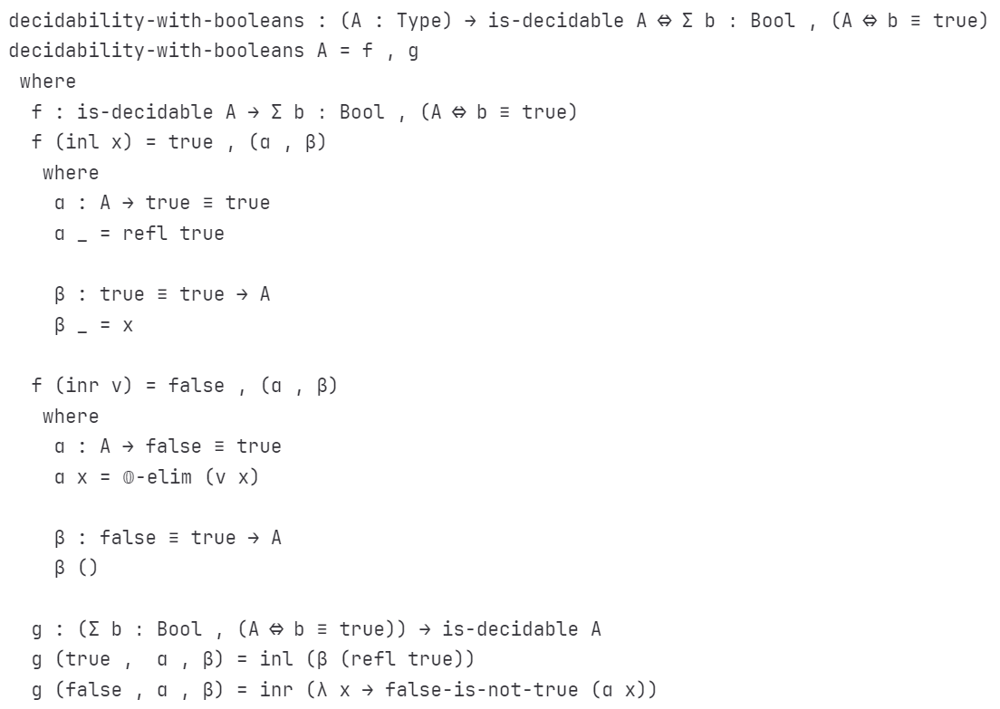 decidability-with-booleans : (A : Type) → is-decidable A ⇔ Σ b ꞉ Bool , (A ⇔ b ≡ true)
decidability-with-booleans A = f , g
 where
  f : is-decidable A → Σ b ꞉ Bool , (A ⇔ b ≡ true)
  f (inl x) = true , (α , β)
   where
    α : A → true ≡ true
    α _ = refl true

    β : true ≡ true → A
    β _ = x

  f (inr ν) = false , (α , β)
   where
    α : A → false ≡ true
    α x = 𝟘-elim (ν x)

    β : false ≡ true → A
    β ()

  g : (Σ b ꞉ Bool , (A ⇔ b ≡ true)) → is-decidable A
  g (true ,  α , β) = inl (β (refl true))
  g (false , α , β) = inr (λ x → false-is-not-true (α x))